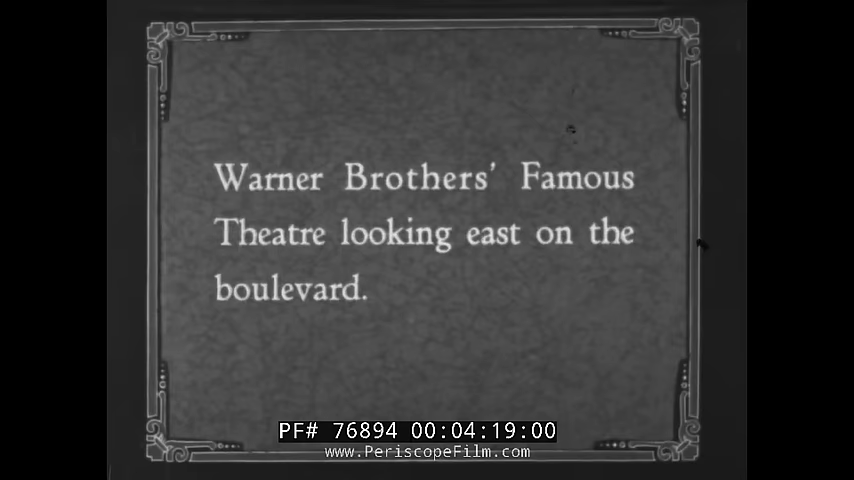 Warner Brothers' Famous
Theatre looking east on the
boulevard.
PF# 76894 00:04:19:00
www.PeriscopeFilm.com